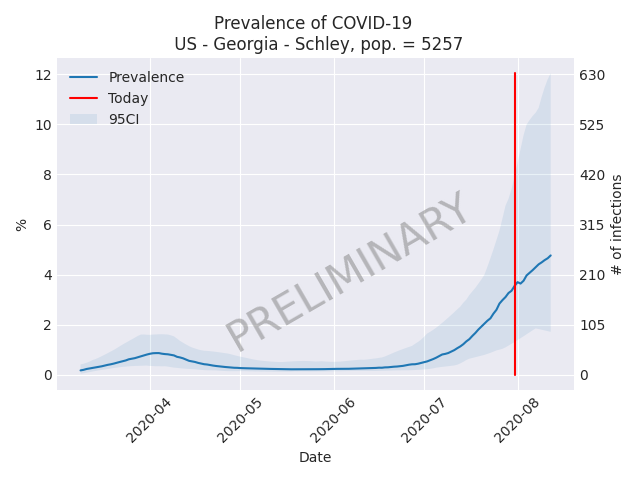 Prevalence of COVID-19
US - Georgia - Schley, pop. = 5257
12
10
8
6
4
2
0
%
Prevalence
Today
95CI
PRELIMINARY
630
525
420
315
210
105
0
# of infections
2020-04
2020-05
2020-06
2020-07
2020-08
Date